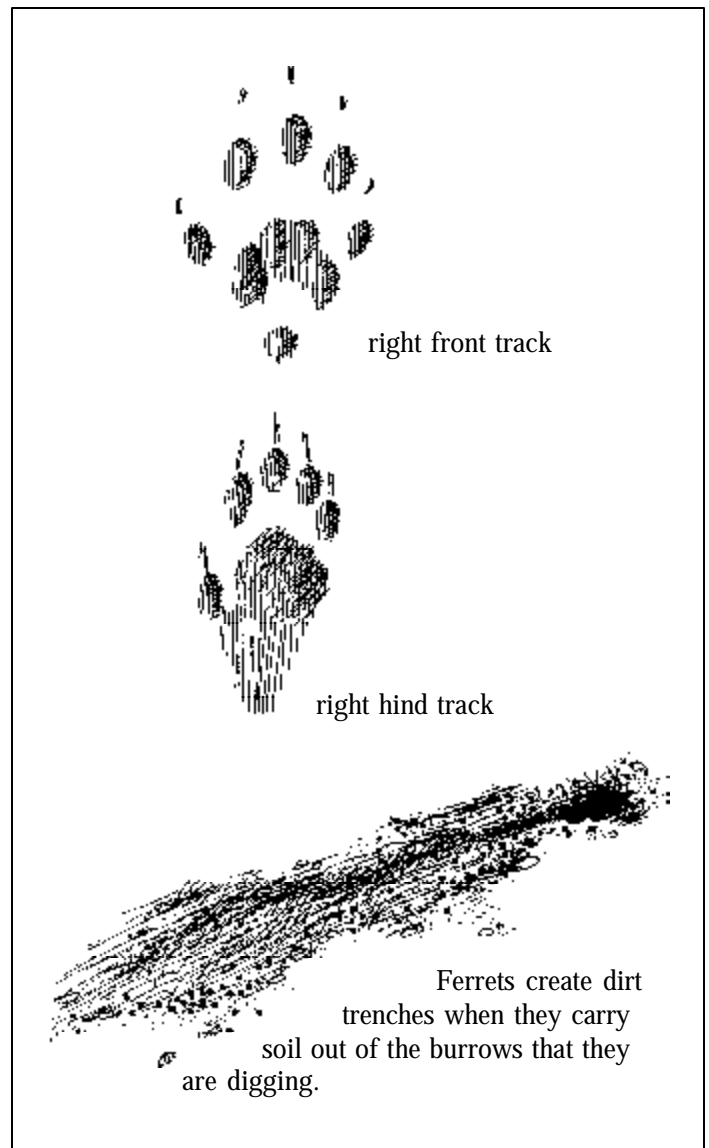 right front track
right hind track
Ferrets create dirt
trenches when they carry
soil out of the burrows that they
are digging.